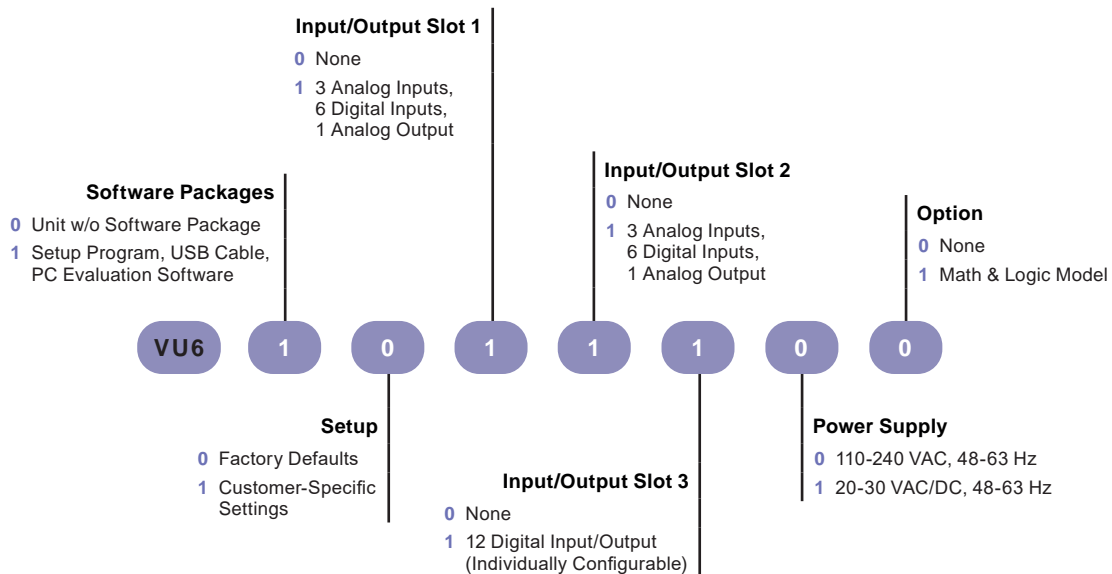 Input/Output Slot 1
0 None
1 3 Analog Inputs,
6 Digital Inputs,
1 Analog Output
Software Packages
0 Unit w/o Software Package
1 Setup Program, USB Cable,
PC Evaluation Software
Input/Output Slot 2
0 None
1 3 Analog Inputs,
6 Digital Inputs,
1 Analog Output
Option
0 None
1 Math & Logic Model
VU6 1 0 1 1 1 0 0
Setup
0 Factory Defaults
1 Customer-Specific
Settings
Input/Output Slot 3
0 None
1 12 Digital Input/Output
(Individually Configurable)
Power Supply
0 110-240 VAC, 48-63 Hz
1 20-30 VAC/DC, 48-63 Hz